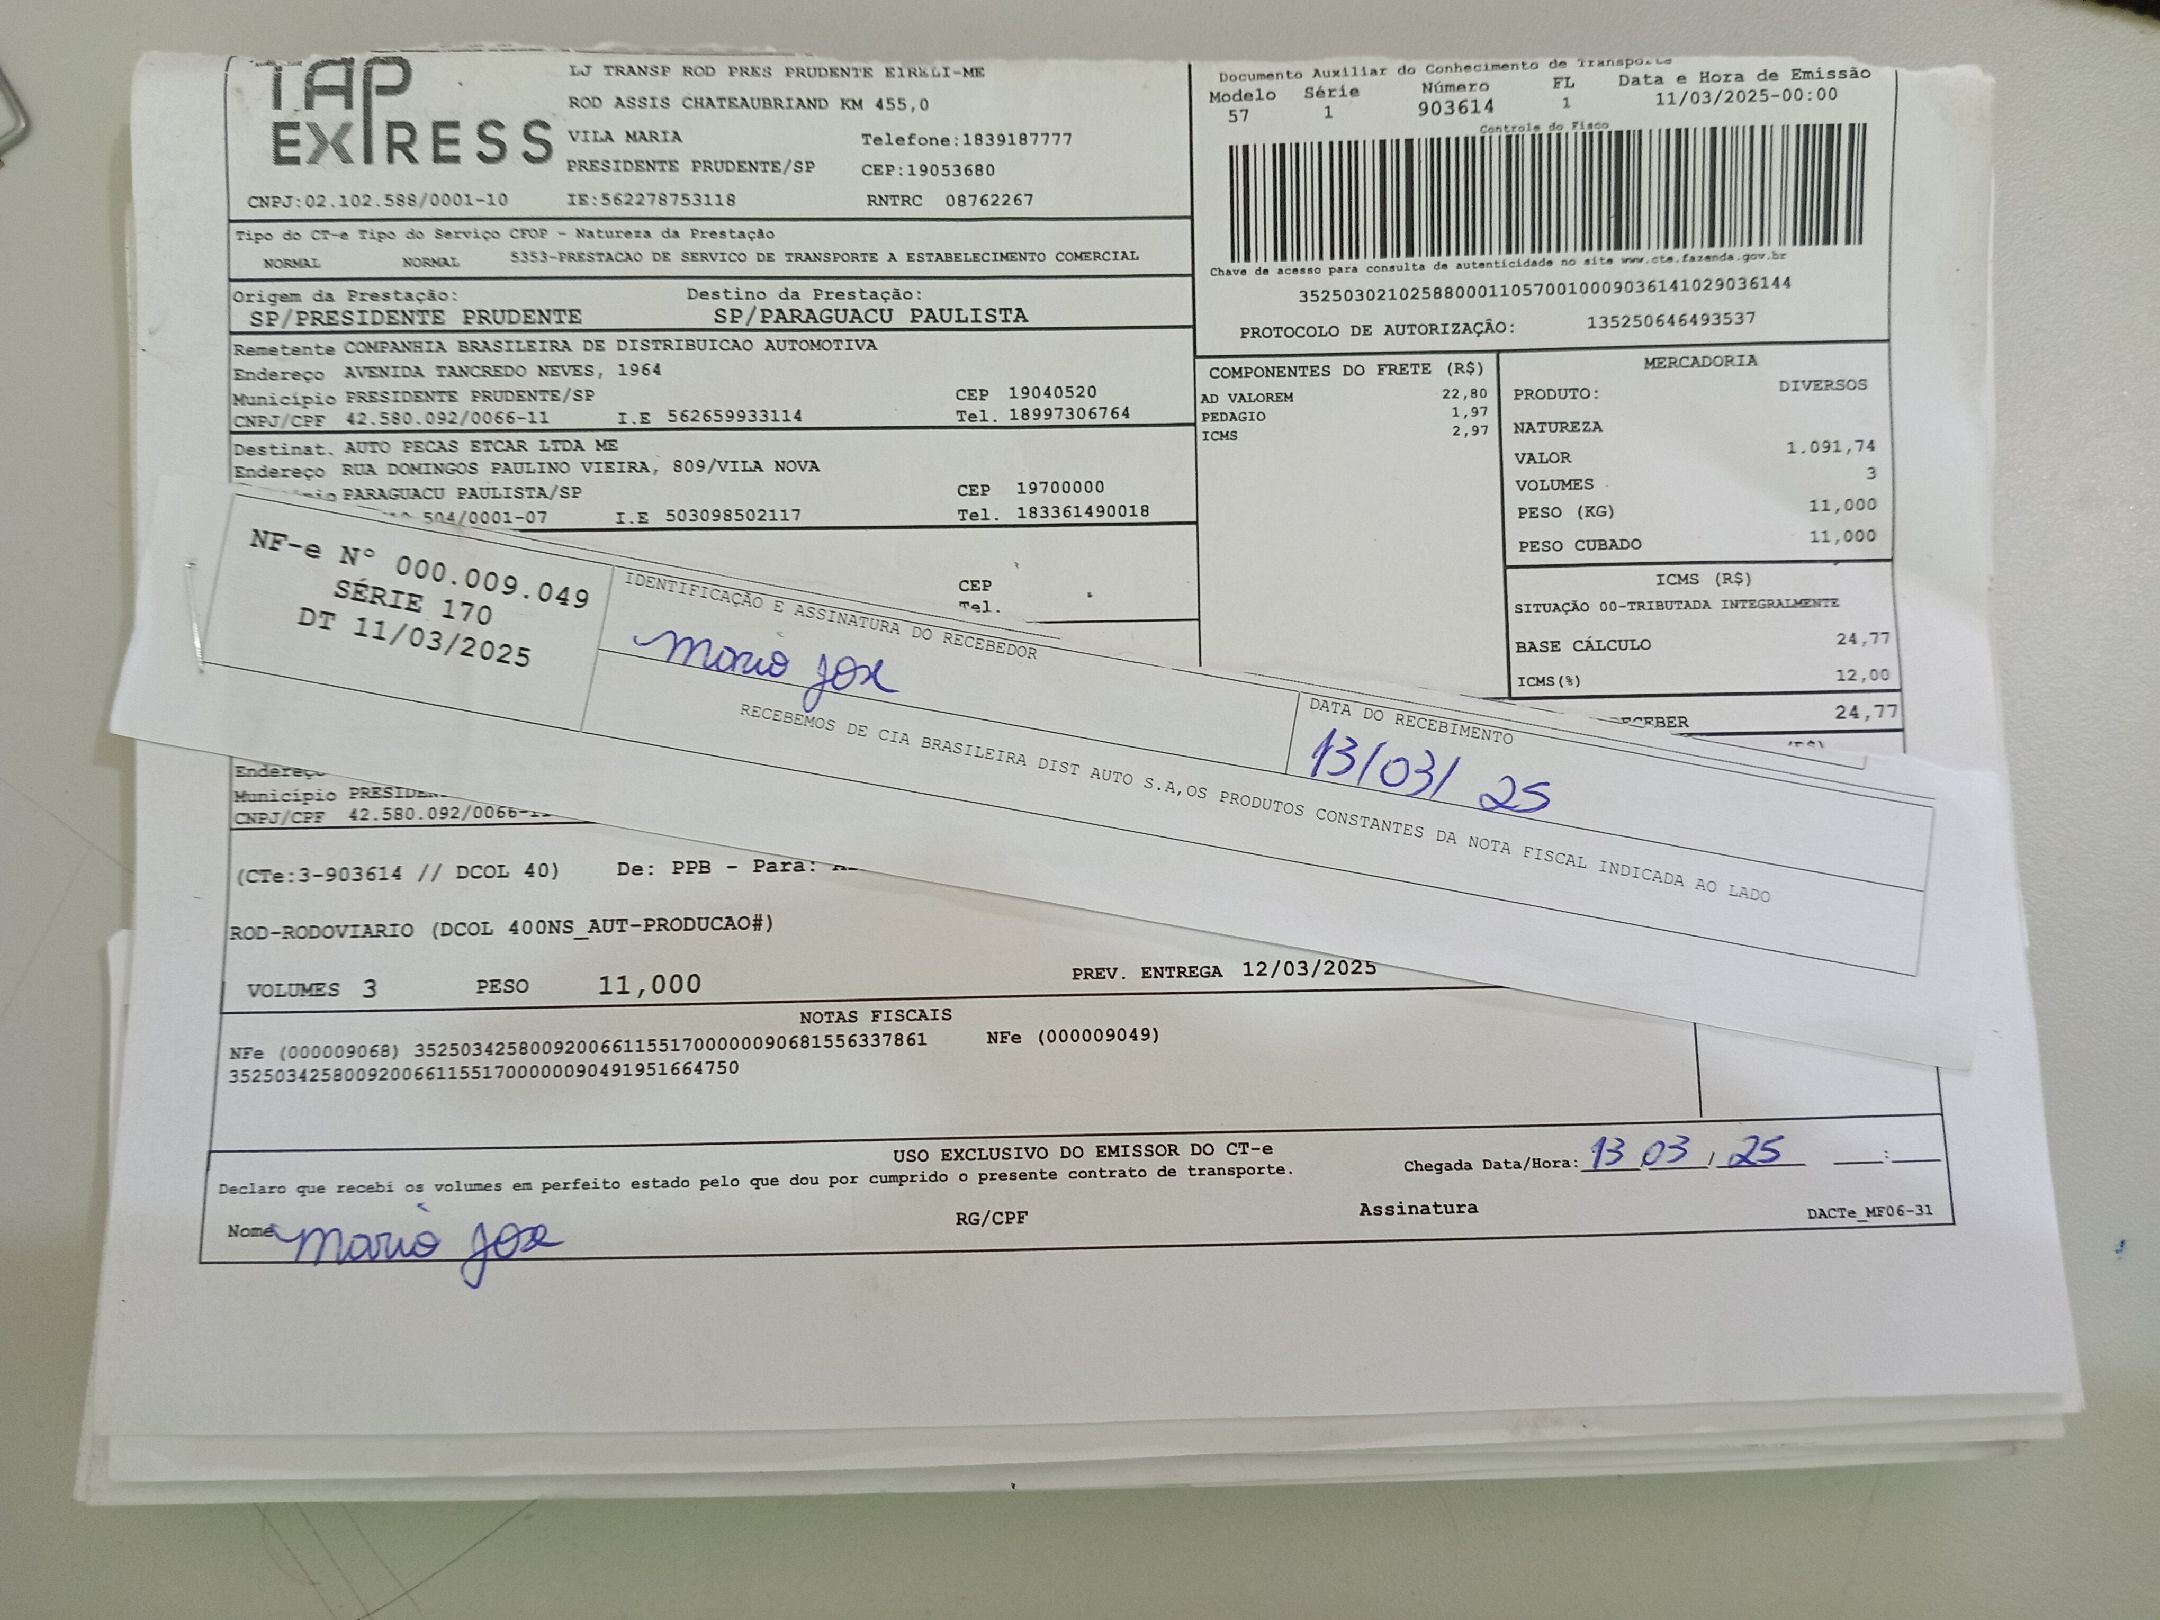 TAP
EXPRESS
LJ TRANSP ROD PRES PRUDENTE EIRELI-ME
ROD ASSIS CHATEAUBRIAND KM 455,0
VILA MARIA Telefone:1839187777
PRESIDENTE PRUDENTE/SP CEP:19053680
CNPJ:02.102.588/0001-10 IE:562278753118 RNTRC 08762267
Documento Auxiliar do Conhecimento de Transporte
Modelo Série Número FL Data e Hora de Emissão
57 1 903614 1 11/03/2025-00:00
Controle do Fisco
Chave de acesso para consulta de autenticidade no site www.cte.fazenda.gov.br
35250302102588000110570010009036141029036144
PROTOCOLO DE AUTORIZAÇÃO: 135250646493537
Tipo do CT-e Tipo do Serviço CFOP - Natureza da Prestação
NORMAL NORMAL 5353-PRESTACAO DE SERVICO DE TRANSPORTE A ESTABELECIMENTO COMERCIAL
Origem da Prestação: Destino da Prestação:
SP/PRESIDENTE PRUDENTE SP/PARAGUACU PAULISTA
Remetente COMPANHIA BRASILEIRA DE DISTRIBUICAO AUTOMOTIVA
Endereço AVENIDA TANCREDO NEVES, 1964
Município PRESIDENTE PRUDENTE/SP CEP 19040520
CNPJ/CPF 42.580.092/0066-11 I.E 562659933114 Tel. 18997306764
Destinat. AUTO PECAS ETCAR LTDA ME
Endereço RUA DOMINGOS PAULINO VIEIRA, 809/VILA NOVA
PARAGUACU PAULISTA/SP CEP 19700000
504/0001-07 I.E 503098502117 Tel. 183361490018
CEP
Tel.
COMPONENTES DO FRETE (R$)
AD VALOREM 22,80
PEDAGIO 1,97
ICMS 2,97
MERCADORIA
PRODUTO: DIVERSOS
NATUREZA
VALOR 1.091,74
VOLUMES 3
PESO (KG) 11,000
PESO CUBADO 11,000
ICMS (R$)
SITUAÇÃO 00-TRIBUTADA INTEGRALMENTE
BASE CÁLCULO 24,77
ICMS(%) 12,00
RECEBER 24,77
NF-e Nº 000.009.049
SÉRIE 170
DT 11/03/2025
IDENTIFICAÇÃO E ASSINATURA DO RECEBEDOR
Mario Jose
DATA DO RECEBIMENTO
13/03/25
RECEBEMOS DE CIA BRASILEIRA DIST AUTO S.A,OS PRODUTOS CONSTANTES DA NOTA FISCAL INDICADA AO LADO
Endereço
Município
CNPJ/CPF 42.580.092/0066-11
(CTe:3-903614 // DCOL 40) De: PPB - Para:
ROD-RODOVIARIO (DCOL 400NS_AUT-PRODUCAO#)
VOLUMES 3 PESO 11,000 PREV. ENTREGA 12/03/2025
NOTAS FISCAIS
NFe (000009068) 35250342580092006611551700000090681556337861 NFe (000009049)
35250342580092006611551700000090491951664750
USO EXCLUSIVO DO EMISSOR DO CT-e
Declaro que recebi os volumes em perfeito estado pelo que dou por cumprido o presente contrato de transporte.
Chegada Data/Hora: 13 03 / 25 :
Nome Mario Jose RG/CPF Assinatura DACTe_MF06-31